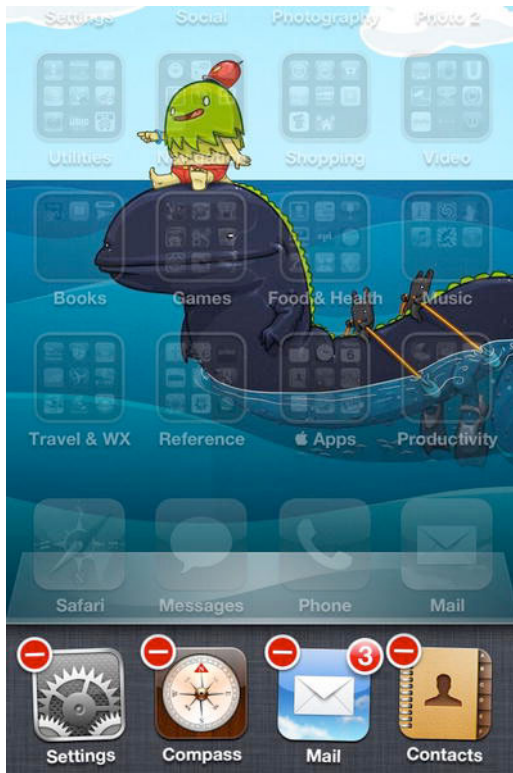 Settings Social Photography Photo 2
Utilities Navigation Shopping Video
Books Games Food & Health Music
Travel & WX Reference Apps Productivity
Safari Messages Phone Mail
3
Settings Compass Mail Contacts